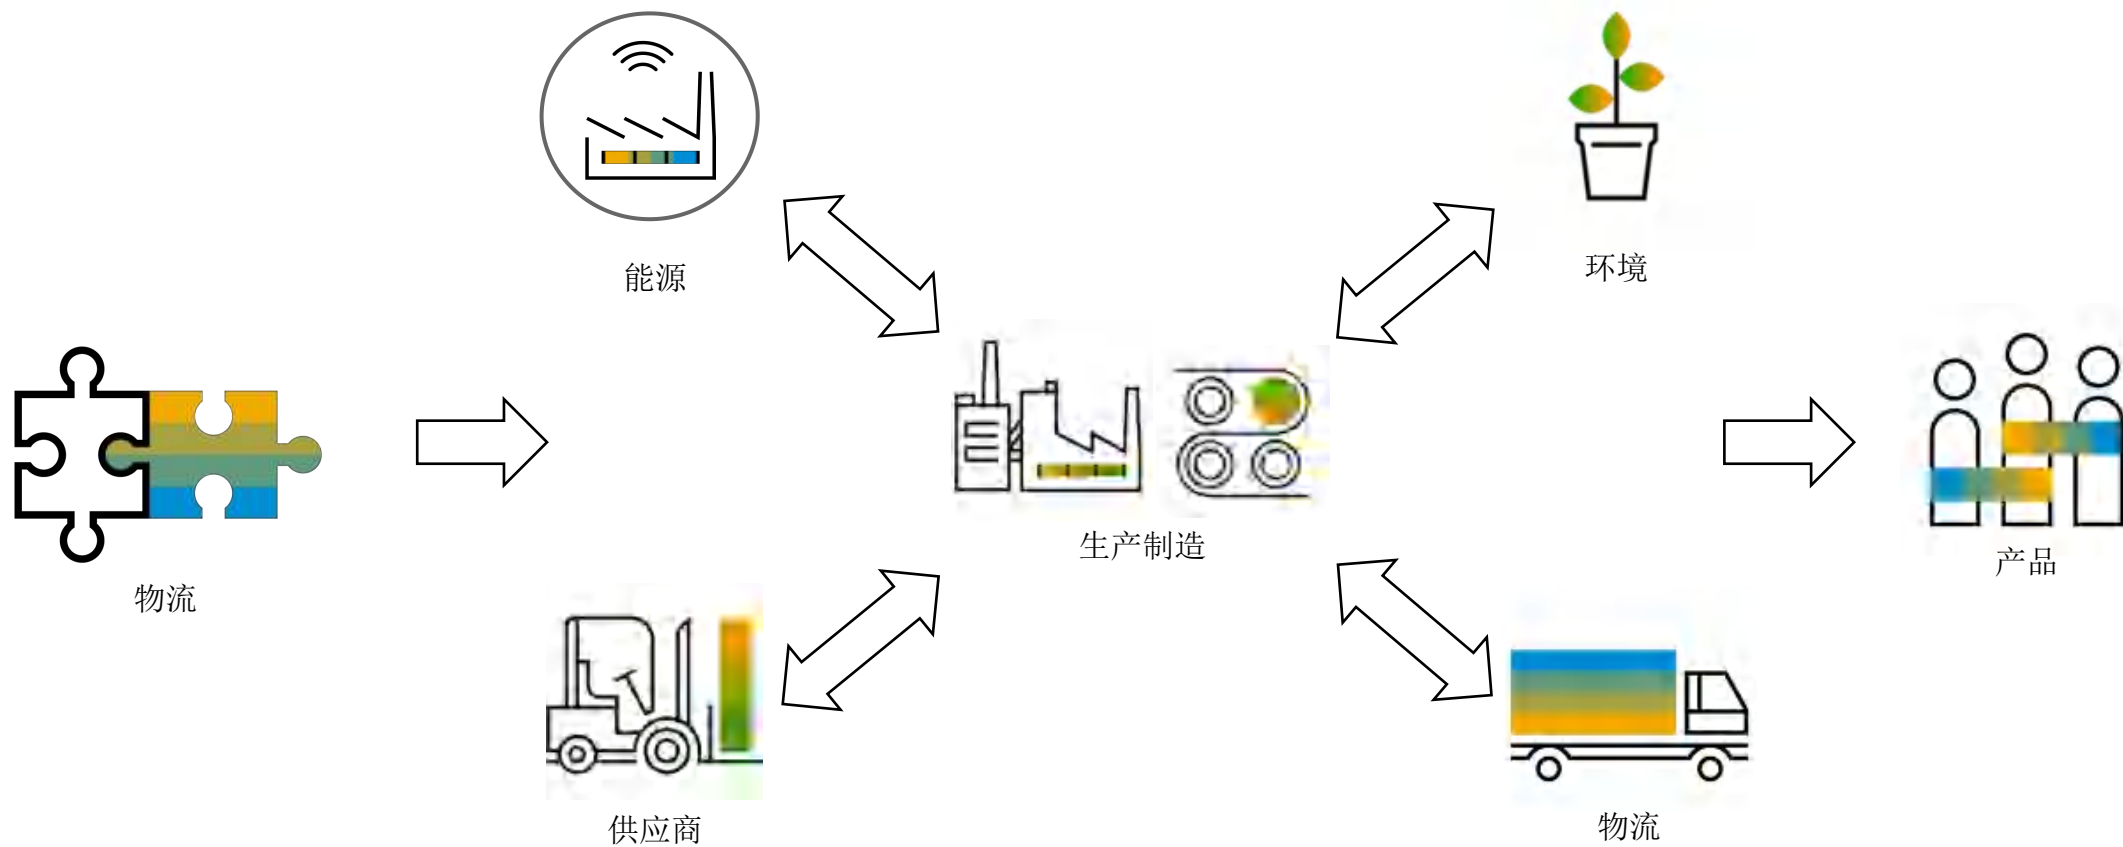 能源
环境
生产制造
产品
物流
供应商
物流